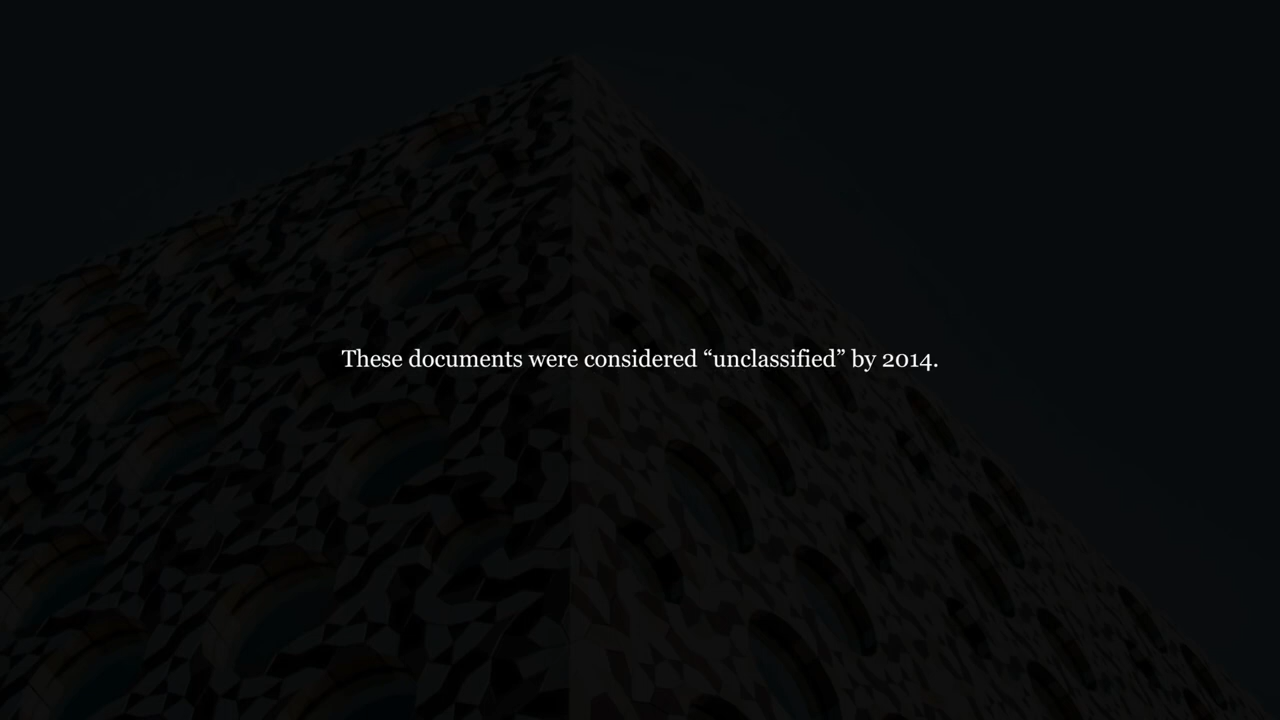 These documents were considered “unclassified” by 2014.